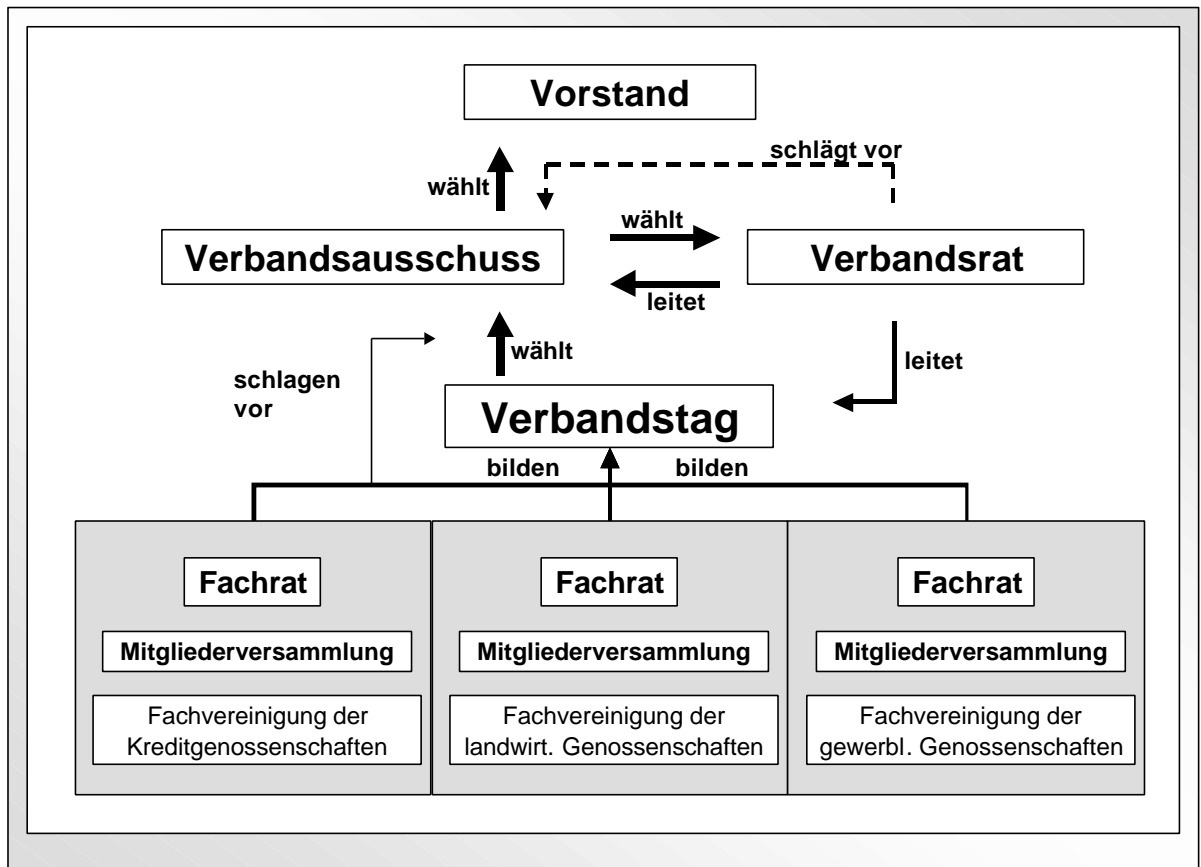 Vorstand
schlägt vor
wählt
wählt
Verbandsausschuss
Verbandsrat
leitet
wählt
leitet
schlagen
vor
Verbandstag
bilden
bilden
Fachrat
Mitgliederversammlung
Fachvereinigung der
Kreditgenossenschaften
Fachrat
Mitgliederversammlung
Fachvereinigung der
landwirt. Genossenschaften
Fachrat
Mitgliederversammlung
Fachvereinigung der
gewerbl. Genossenschaften